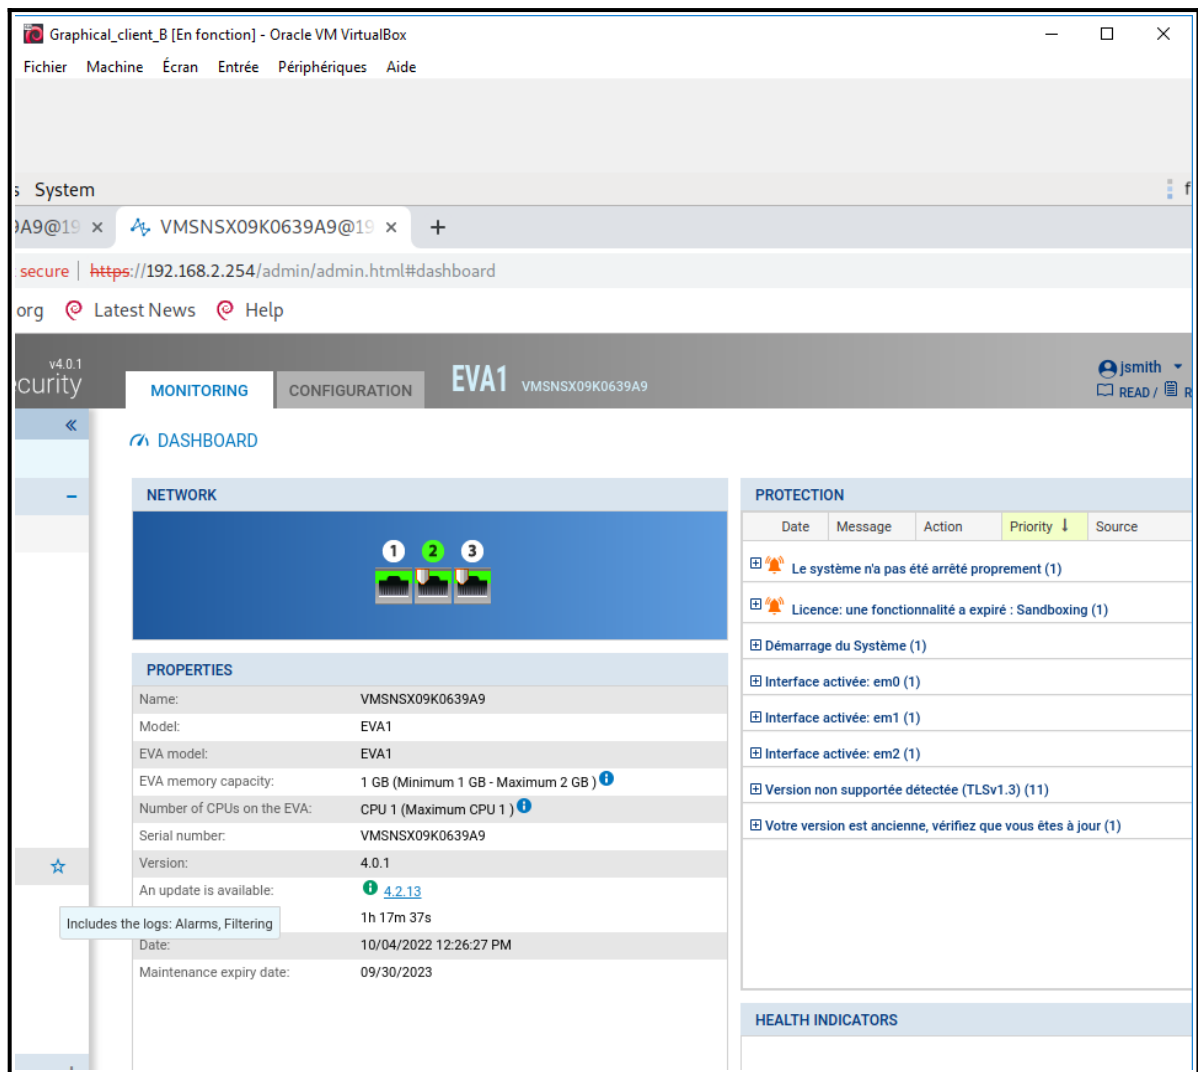 Graphical_client_B [En fonction] - Oracle VM VirtualBox
Fichier Machine Écran Entrée Périphériques Aide
s System
9A9@19 × VMSNSX09K0639A9@19 × +
secure | https://192.168.2.254/admin/admin.html#dashboard
org Latest News Help
v4.0.1
curity
MONITORING CONFIGURATION EVA1 VMSNSX09K0639A9
jsmith
READ / R
DASHBOARD
NETWORK
1 2 3
PROPERTIES
Name: VMSNSX09K0639A9
Model: EVA1
EVA model: EVA1
EVA memory capacity: 1 GB (Minimum 1 GB - Maximum 2 GB )
Number of CPUs on the EVA: CPU 1 (Maximum CPU 1 )
Serial number: VMSNSX09K0639A9
Version: 4.0.1
An update is available: 4.2.13
Includes the logs: Alarms, Filtering
1h 17m 37s
Date: 10/04/2022 12:26:27 PM
Maintenance expiry date: 09/30/2023
PROTECTION
Date Message Action Priority Source
Le système n'a pas été arrêté proprement (1)
Licence: une fonctionnalité a expiré : Sandboxing (1)
Démarrage du Système (1)
Interface activée: em0 (1)
Interface activée: em1 (1)
Interface activée: em2 (1)
Version non supportée détectée (TLSv1.3) (11)
Votre version est ancienne, vérifiez que vous êtes à jour (1)
HEALTH INDICATORS